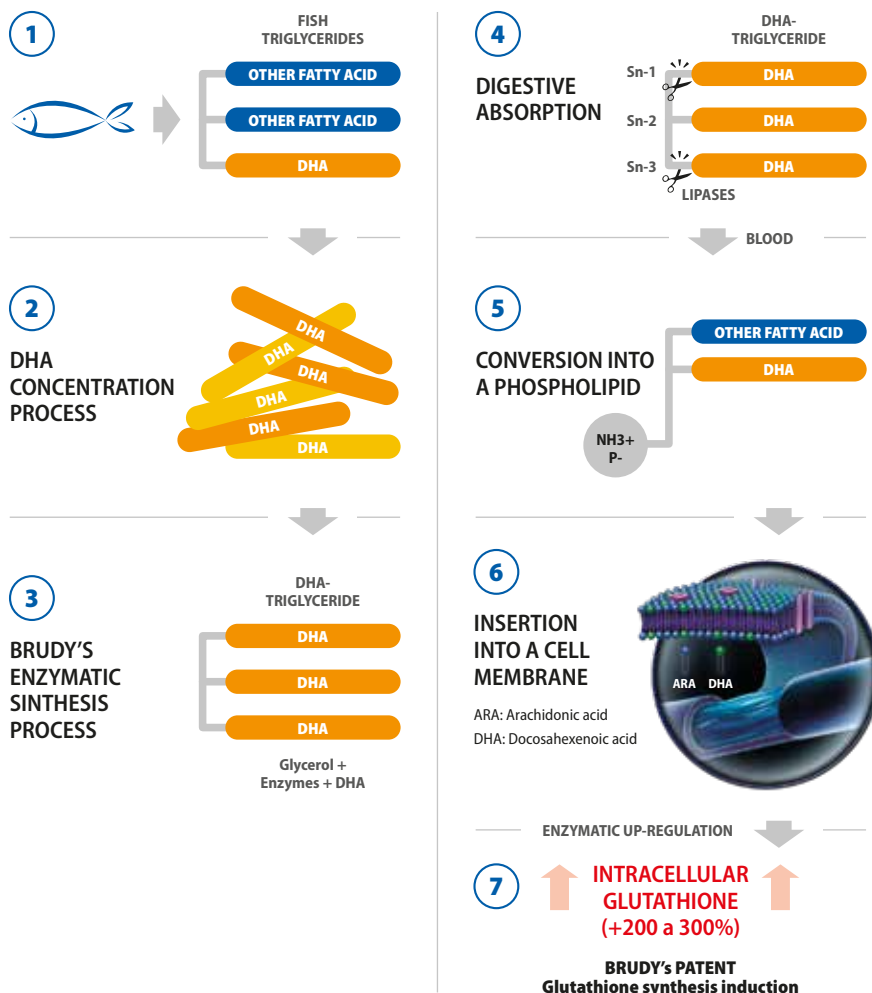 1
FISH
TRIGLYCERIDES
OTHER FATTY ACID
OTHER FATTY ACID
DHA
2
DHA
CONCENTRATION
PROCESS
DHA
DHA
DHA
DHA
DHA
DHA
3
BRUDY'S
ENZYMATIC
SINTHESIS
PROCESS
DHA-
TRIGLYCERIDE
DHA
DHA
DHA
Glycerol +
Enzymes + DHA
4
DIGESTIVE
ABSORPTION
DHA-
TRIGLYCERIDE
Sn-1 DHA
Sn-2 DHA
Sn-3 DHA
LIPASES
BLOOD
5
CONVERSION INTO
A PHOSPHOLIPID
OTHER FATTY ACID
DHA
NH3+
P-
6
INSERTION
INTO A CELL
MEMBRANE
ARA DHA
ARA: Arachidonic acid
DHA: Docosahexenoic acid
ENZYMATIC UP-REGULATION
7
INTRACELLULAR
GLUTATHIONE
(+200 a 300%)
BRUDY's PATENT
Glutathione synthesis induction